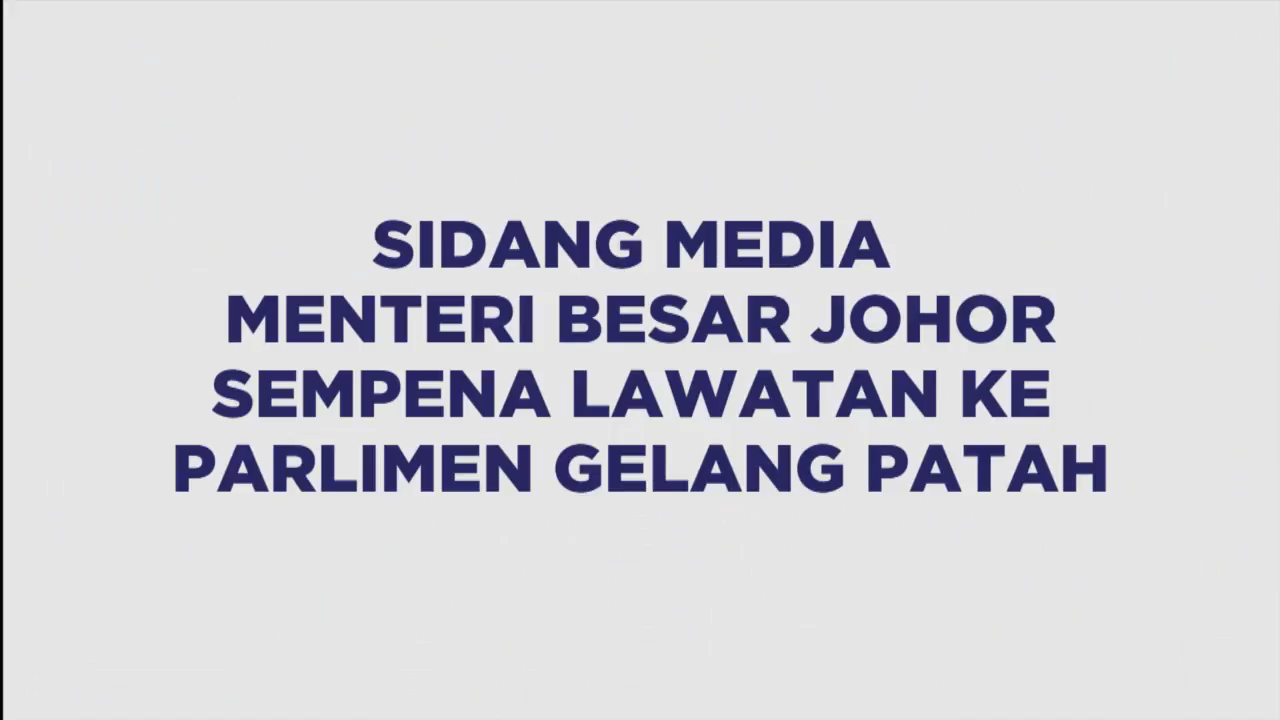 SIDANG MEDIA
MENTERI BESAR JOHOR
SEMPENA LAWATAN KE
PARLIMEN GELANG PATAH